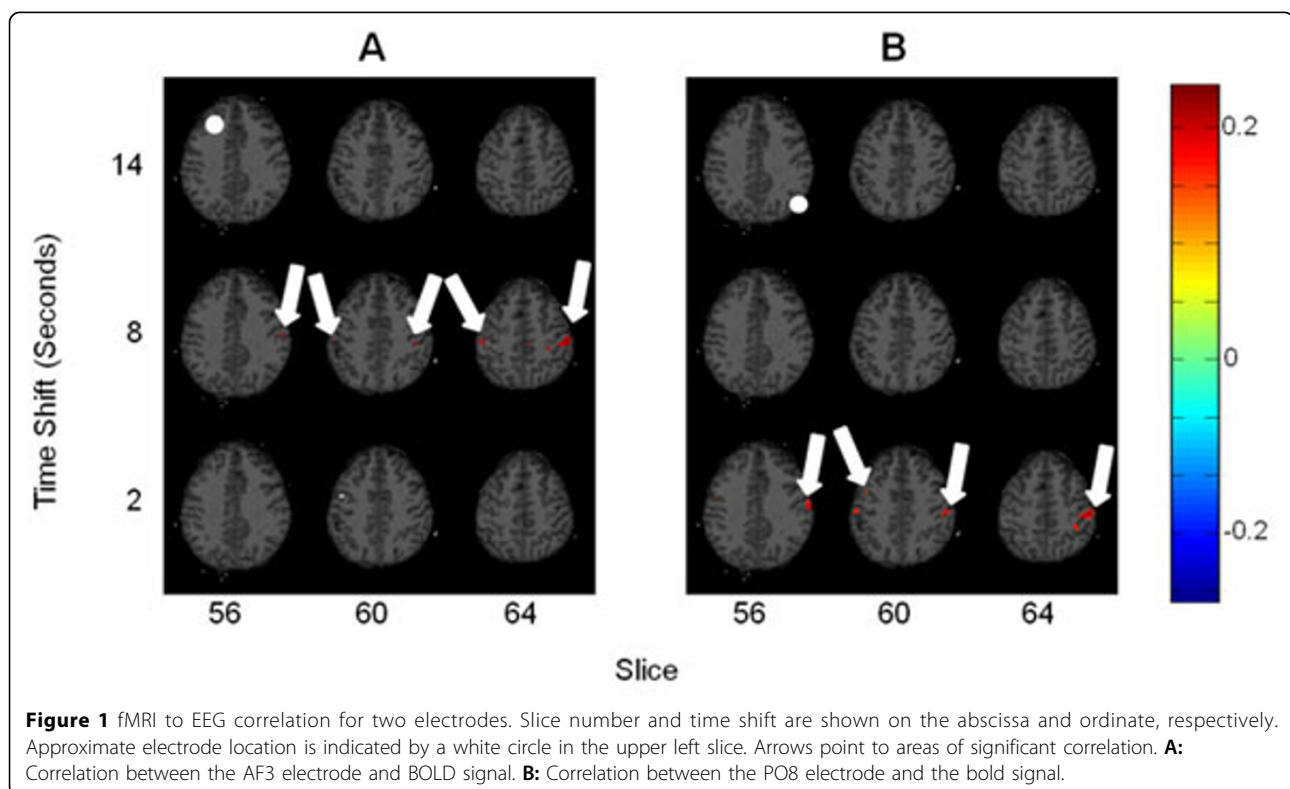 A
B
14
8
2
Time Shift (Seconds)
56
60
64
56
60
64
Slice
0.2
0
-0.2
Figure 1 fMRI to EEG correlation for two electrodes. Slice number and time shift are shown on the abscissa and ordinate, respectively.
Approximate electrode location is indicated by a white circle in the upper left slice. Arrows point to areas of significant correlation. A:
Correlation between the AF3 electrode and BOLD signal. B: Correlation between the PO8 electrode and the bold signal.